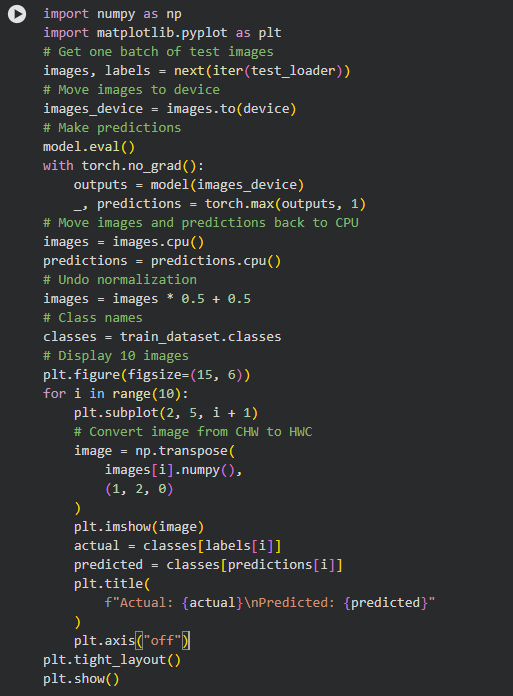 import numpy as np
import matplotlib.pyplot as plt
# Get one batch of test images
images, labels = next(iter(test_loader))
# Move images to device
images_device = images.to(device)
# Make predictions
model.eval()
with torch.no_grad():
    outputs = model(images_device)
    _, predictions = torch.max(outputs, 1)
# Move images and predictions back to CPU
images = images.cpu()
predictions = predictions.cpu()
# Undo normalization
images = images * 0.5 + 0.5
# Class names
classes = train_dataset.classes
# Display 10 images
plt.figure(figsize=(15, 6))
for i in range(10):
    plt.subplot(2, 5, i + 1)
    # Convert image from CHW to HWC
    image = np.transpose(
        images[i].numpy(),
        (1, 2, 0)
    )
    plt.imshow(image)
    actual = classes[labels[i]]
    predicted = classes[predictions[i]]
    plt.title(
        f"Actual: {actual}\nPredicted: {predicted}"
    )
    plt.axis("off")
plt.tight_layout()
plt.show()